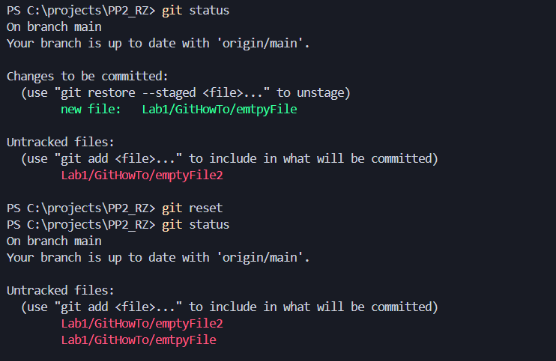 PS C:\projects\PP2_RZ> git status
On branch main
Your branch is up to date with 'origin/main'.

Changes to be committed:
  (use "git restore --staged <file>..." to unstage)
        new file:   Lab1/GitHowTo/emtpyFile

Untracked files:
  (use "git add <file>..." to include in what will be committed)
        Lab1/GitHowTo/emptyFile2

PS C:\projects\PP2_RZ> git reset
PS C:\projects\PP2_RZ> git status
On branch main
Your branch is up to date with 'origin/main'.

Untracked files:
  (use "git add <file>..." to include in what will be committed)
        Lab1/GitHowTo/emptyFile2
        Lab1/GitHowTo/emtpyFile